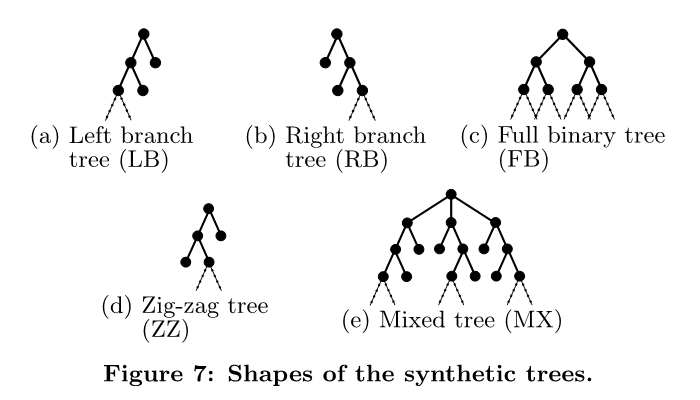 (a) Left branch
tree (LB)
(b) Right branch
tree (RB)
(c) Full binary tree
(FB)
(d) Zig-zag tree
(ZZ)
(e) Mixed tree (MX)
Figure 7: Shapes of the synthetic trees.